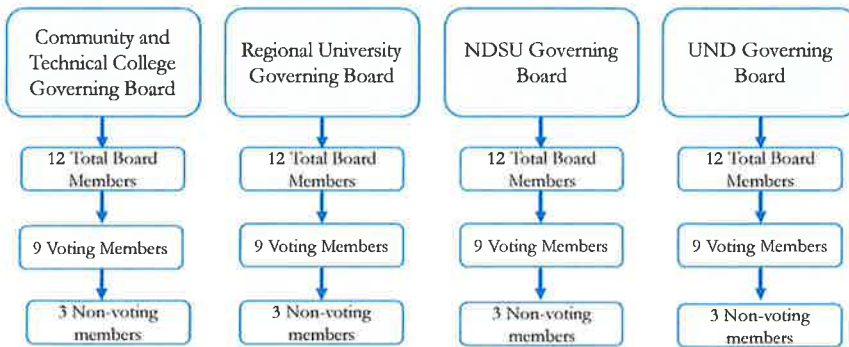 Community and
Technical College
Governing Board
12 Total Board
Members
9 Voting Members
3 Non-voting
members
Regional University
Governing Board
12 Total Board
Members
9 Voting Members
3 Non-voting
members
NDSU Governing
Board
12 Total Board
Members
9 Voting Members
3 Non-voting
members
UND Governing
Board
12 Total Board
Members
9 Voting Members
3 Non-voting
members